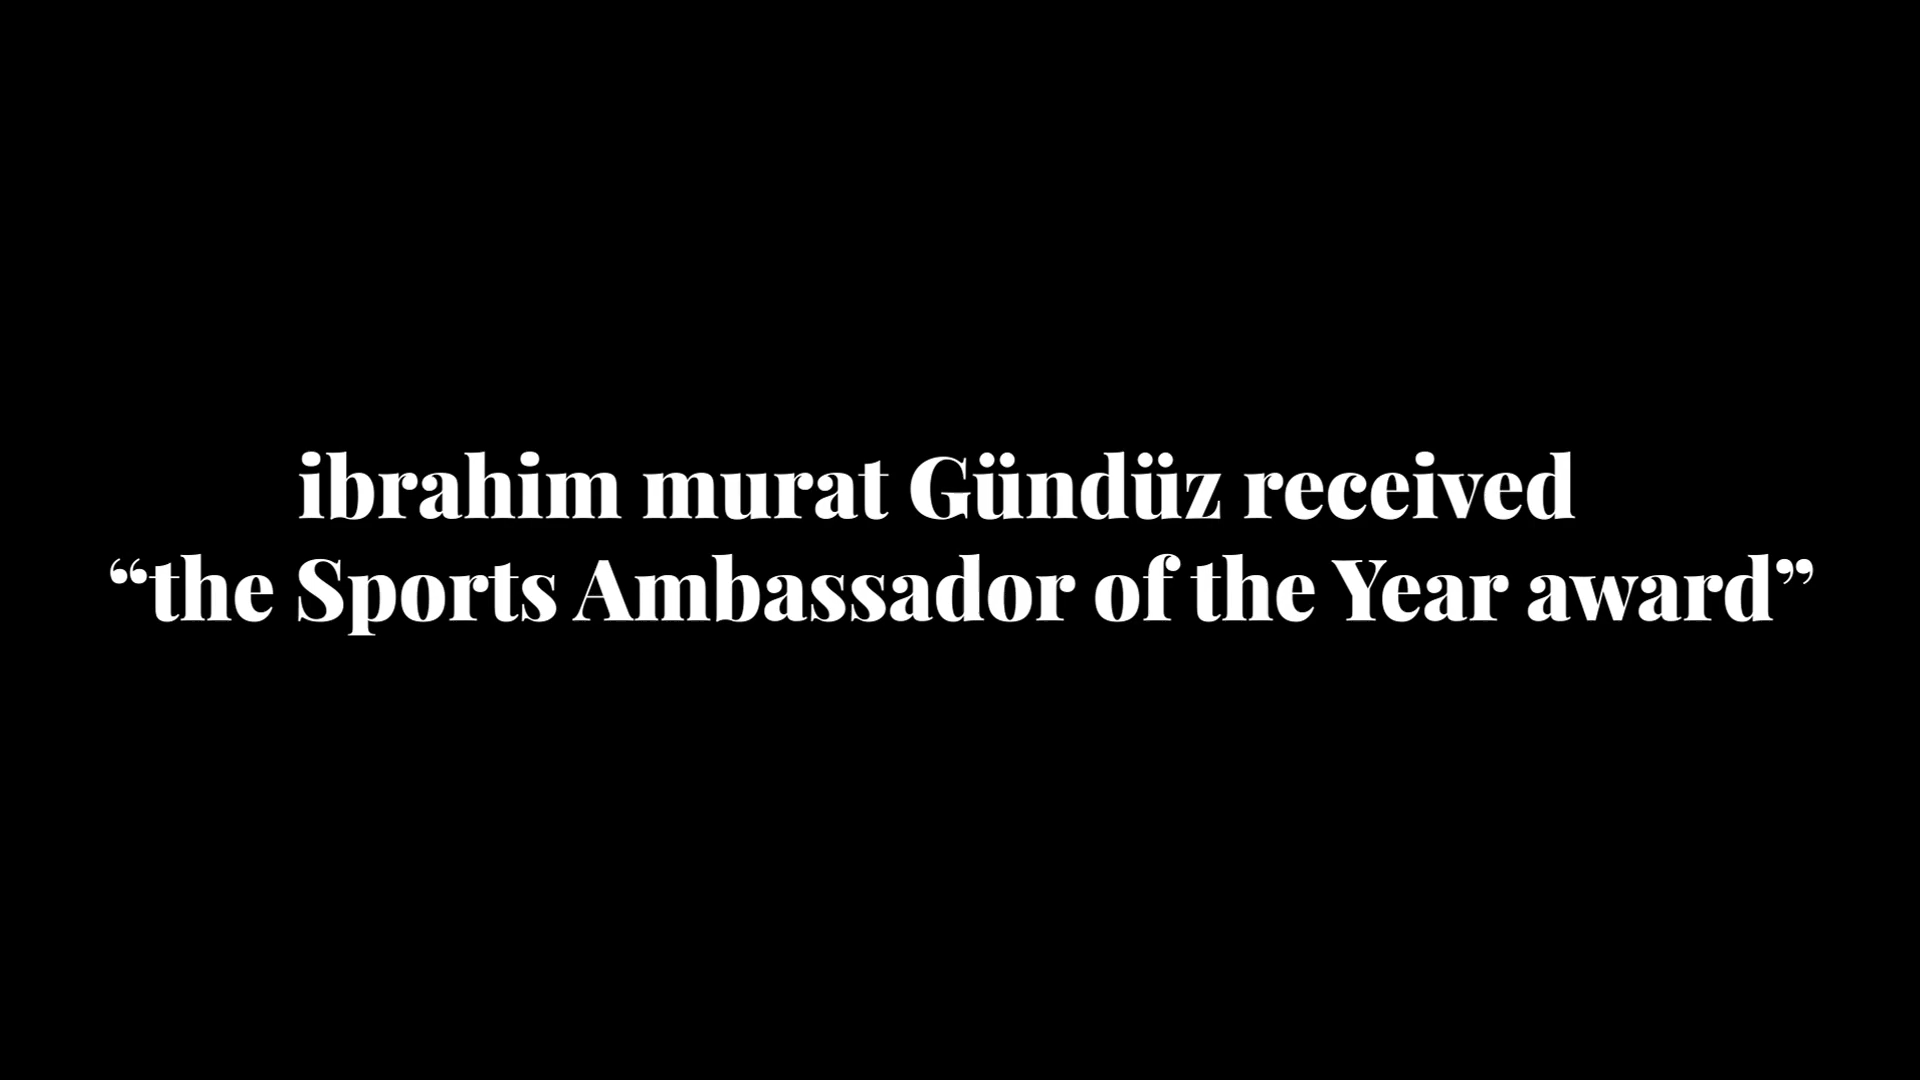 ibrahim murat Gündüz received
“the Sports Ambassador of the Year award”